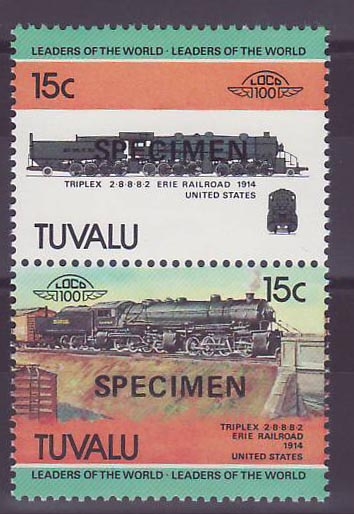 LEADERS OF THE WORLD · LEADERS OF THE WORLD
15c
LOCO
100
SPECIMEN
TRIPLEX 2·8·8·8·2 ERIE RAILROAD 1914
UNITED STATES
TUVALU
LOCO
100
15c
SPECIMEN
TRIPLEX 2·8·8·8·2
ERIE RAILROAD
1914
UNITED STATES
TUVALU
LEADERS OF THE WORLD · LEADERS OF THE WORLD